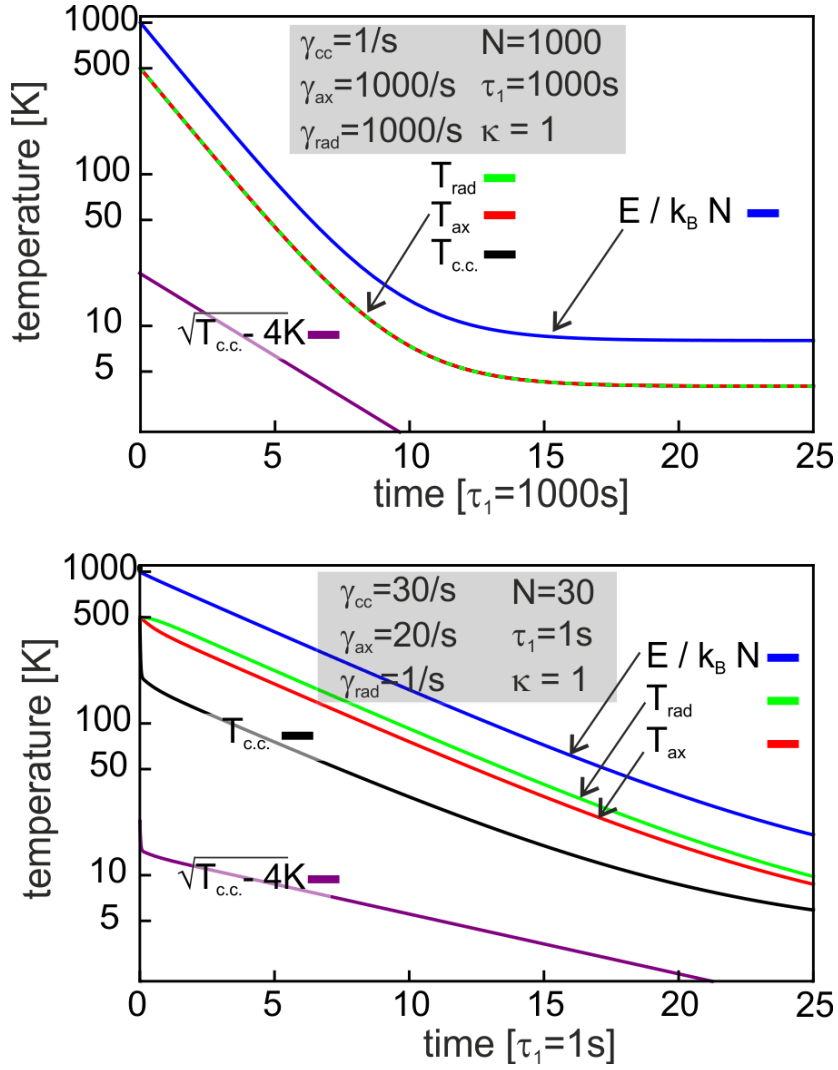 1000
500
100
50
10
5
temperature [K]
γcc=1/s N=1000
γax=1000/s τ1=1000s
γrad=1000/s κ = 1
Trad
Tax
Tc.c.
E / kB N
√Tc.c.- 4K
0 5 10 15 20 25
time [τ1=1000s]
1000
500
100
50
10
5
temperature [K]
γcc=30/s N=30
γax=20/s τ1=1s
γrad=1/s κ = 1
E / kB N
Trad
Tax
Tc.c.
√Tc.c.- 4K
0 5 10 15 20 25
time [τ1=1s]